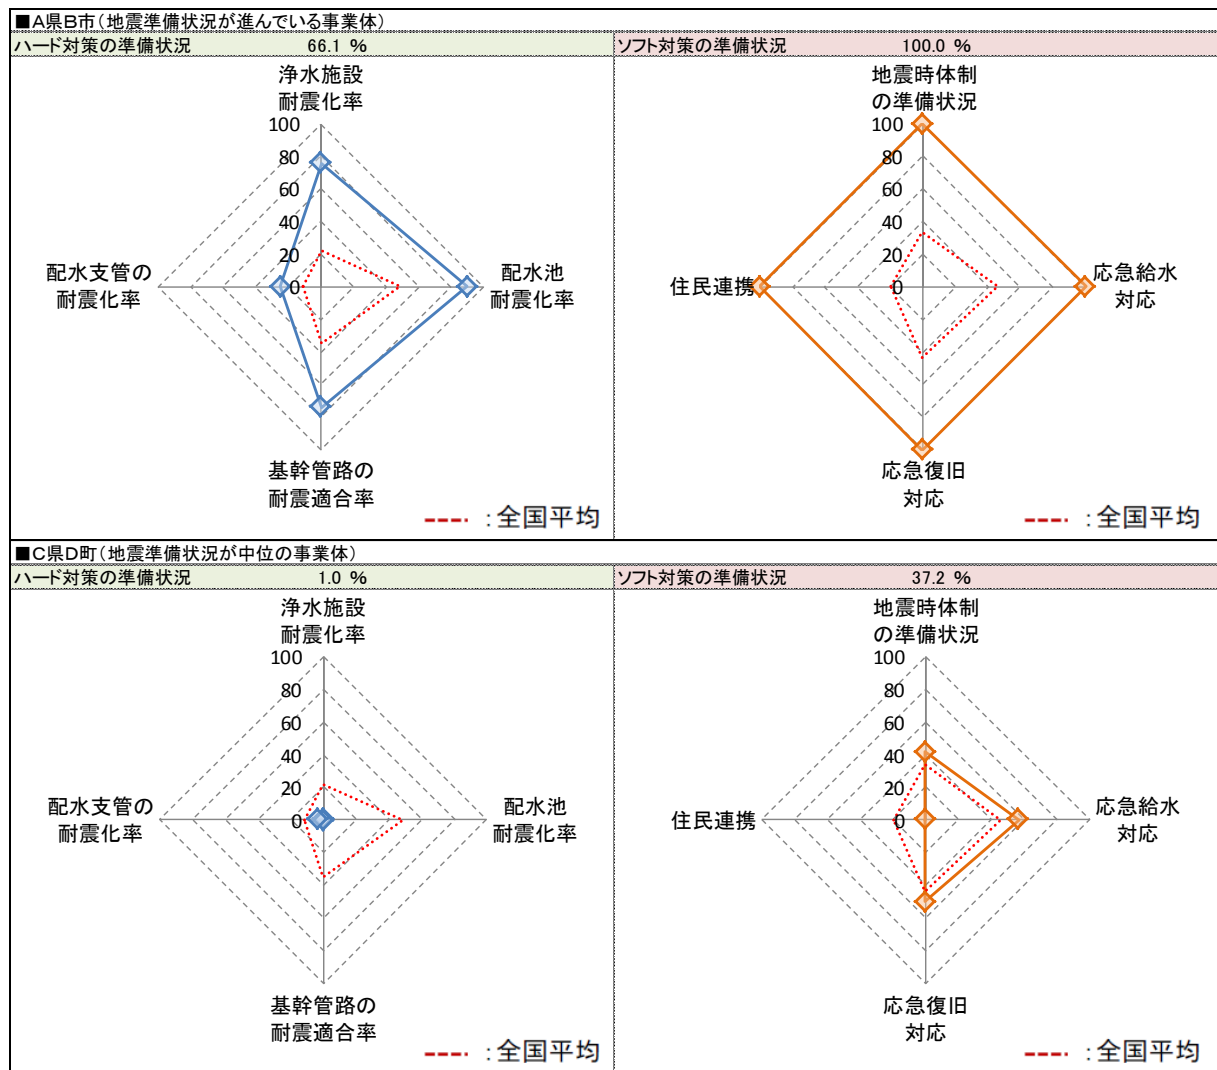 ■A県B市(地震準備状況が進んでいる事業体)
ハード対策の準備状況 66.1 %
ソフト対策の準備状況 100.0 %
浄水施設
耐震化率
100
80
60
40
20
0
配水支管の
耐震化率
配水池
耐震化率
基幹管路の
耐震適合率
:全国平均
地震時体制
の準備状況
100
80
60
40
20
0
住民連携
応急給水
対応
応急復旧
対応
:全国平均
■C県D町(地震準備状況が中位の事業体)
ハード対策の準備状況 1.0 %
ソフト対策の準備状況 37.2 %
浄水施設
耐震化率
100
80
60
40
20
0
配水支管の
耐震化率
配水池
耐震化率
基幹管路の
耐震適合率
:全国平均
地震時体制
の準備状況
100
80
60
40
20
0
住民連携
応急給水
対応
応急復旧
対応
:全国平均